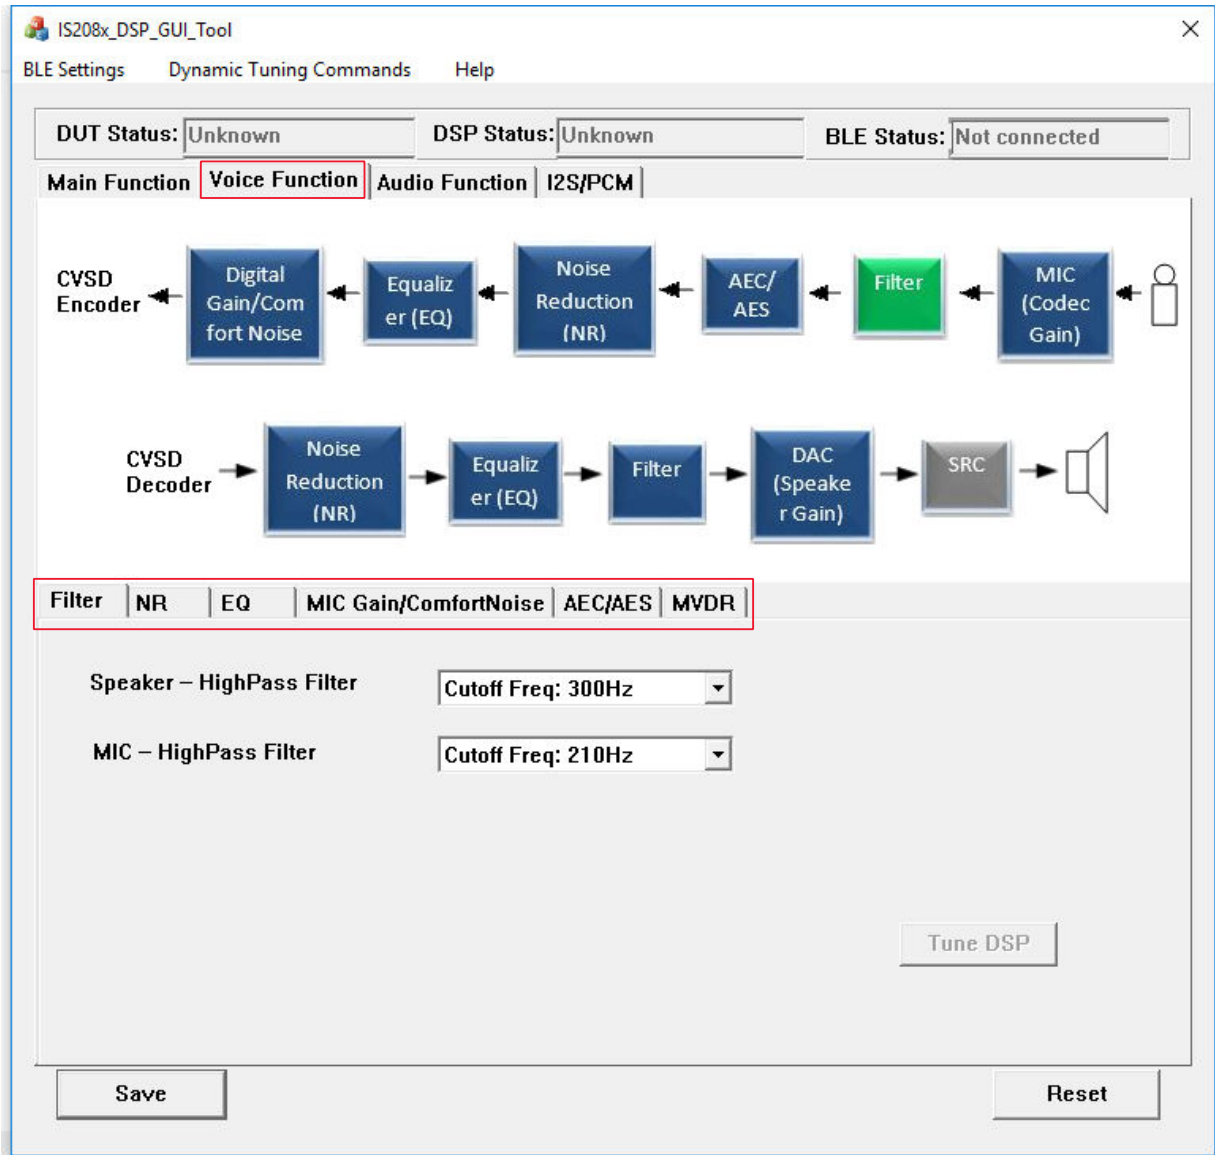 IS208x_DSP_GUI_Tool
BLE Settings Dynamic Tuning Commands Help
DUT Status: Unknown DSP Status: Unknown BLE Status: Not connected
Main Function Voice Function Audio Function I2S/PCM
CVSD
Encoder
Digital
Gain/Com
fort Noise
Equaliz
er (EQ)
Noise
Reduction
(NR)
AEC/
AES
Filter
MIC
(Codec
Gain)
CVSD
Decoder
Noise
Reduction
(NR)
Equaliz
er (EQ)
Filter
DAC
(Speake
r Gain)
SRC
Filter NR EQ MIC Gain/ComfortNoise AEC/AES MVDR
Speaker – HighPass Filter Cutoff Freq: 300Hz
MIC – HighPass Filter Cutoff Freq: 210Hz
Tune DSP
Save Reset